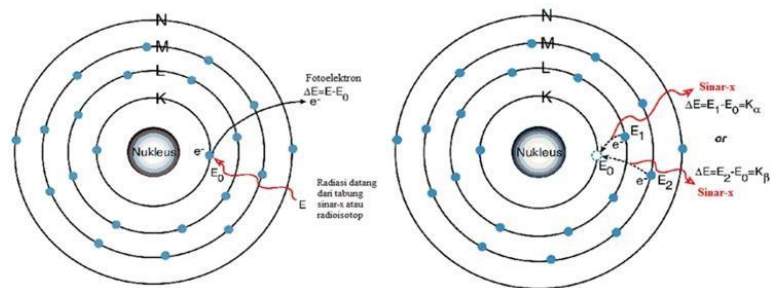 N
M
L
K
Nukleus
Fotoelektron
ΔE=E-E₀
e⁻
e⁻
E₀
E
Radiasi datang
dari tabung
sinar-x atau
radioisotop
N
M
L
K
Nukleus
Sinar-x
ΔE=E₁-E₀=Kα
or
ΔE=E₂-E₀=Kβ
Sinar-x
E₁
e⁻
E₀
e⁻
E₂